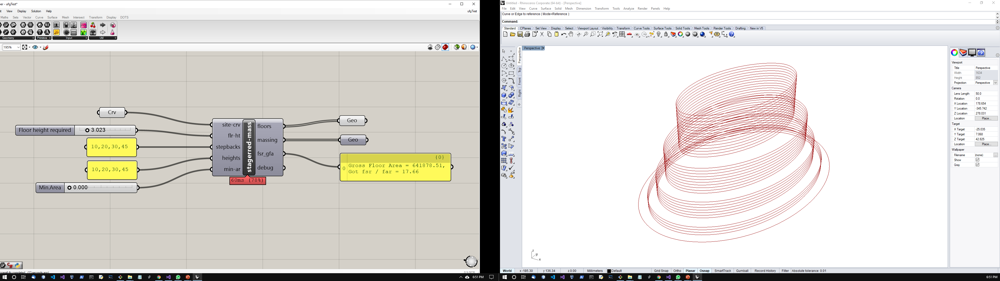 er - ufgTest*
it View Display Solution Help
ufgTest
Maths Sets Vector Curve Surface Mesh Intersect Transform Display DOTS
Geometry Primitive Input Util
195%
Crv
Floor height required 3.023
10,20,30,45
10,20,30,45
Min.Area 0.000
site-crv
flr-ht
stepbacks
heights
min-ar
stagerred-mass
floors
massing
fsr_gfa
debug
60ms (78%)
Geo
Geo
{0}
0 Gross Floor Area = 641878.51,
Got fsr / far = 17.66
ccessfully completed (13 seconds ago)
0.9.0076
6:51 PM
Untitled - Rhinoceros Corporate (64-bit) - [Perspective]
File Edit View Curve Surface Solid Mesh Dimension Transform Tools Analyze Render Panels Help
Curve or Edge to reference ( Mode=Reference ):
Command:
Standard CPlanes Set View Display Select Viewport Layout Visibility Transform Curve Tools Surface Tools Solid Tools Mesh Tools Render Tools Drafting New in V5
Perspective
Perspective
Top
Front
Right
z
y
x
Viewport
Title Perspective
Width 1634
Height 852
Projection Perspective
Camera
Lens Length 50.0
Rotation 0.0
X Location 178.654
Y Location -345.742
Z Location 278.031
Location Place...
Target
X Target -25.035
Y Target 7.068
Z Target 42.825
Location Place...
Wallpaper
Filename (none) ...
Show
Gray
World x -185.30 y 136.34 z 0.00 Millimeters Default Grid Snap Ortho Planar Osnap SmartTrack Gumball Record History Filter Absolute tolerance: 0.01
6:51 PM